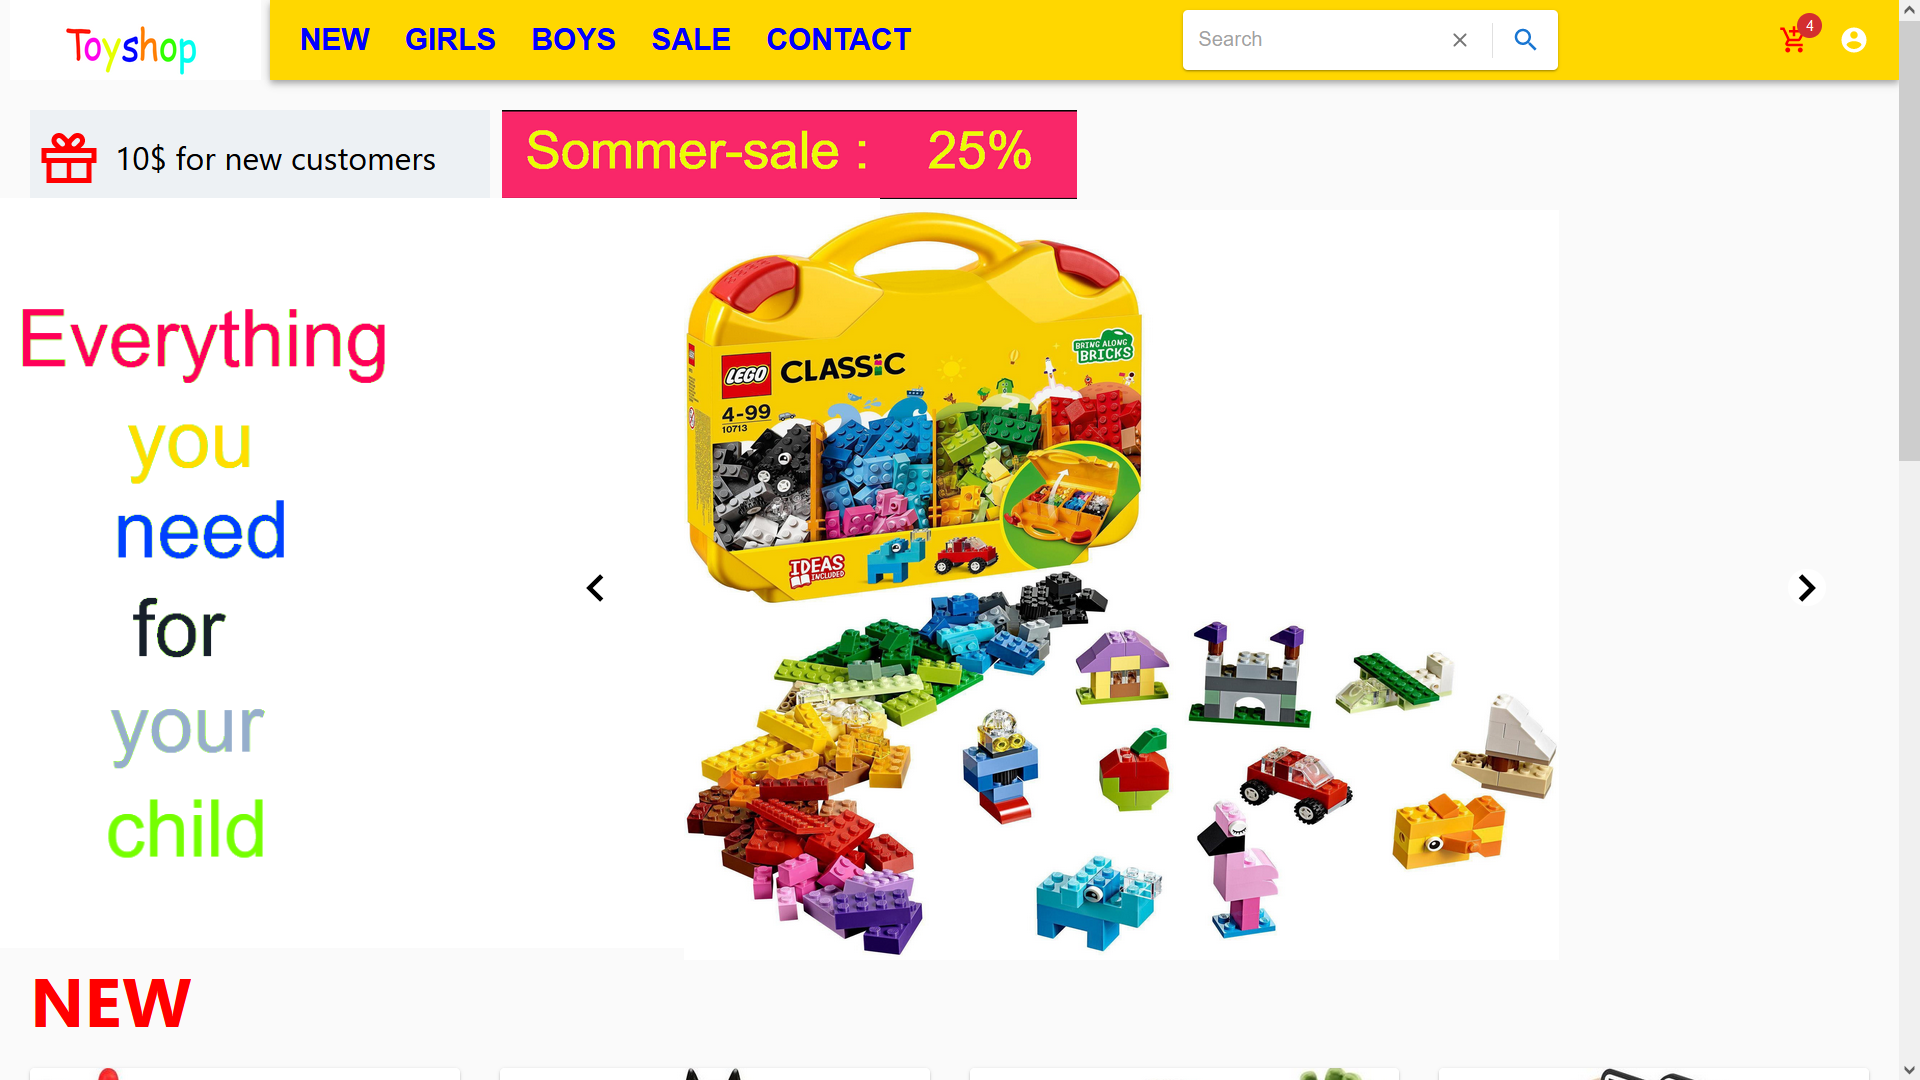 Toyshop
NEW GIRLS BOYS SALE CONTACT
Search
4
10$ for new customers
Sommer-sale : 25%
Everything
you
need
for
your
child
LEGO CLASSIC
BRING ALONG
BRICKS
4-99
10713
IDEAS
INCLUDED
NEW